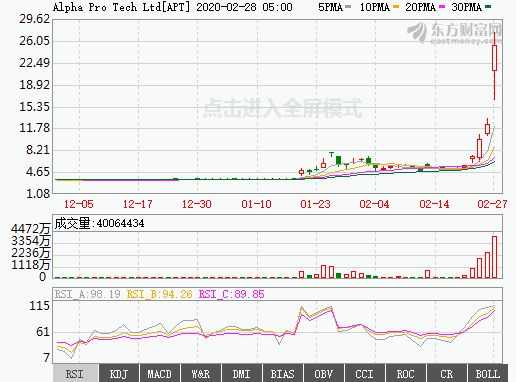 Alpha Pro Tech Ltd[APT] 2020-02-28 05:00 5PMA 10PMA 20PMA 30PMA
29.62
26.05
22.49
18.92
15.35
11.78
8.21
4.65
1.08
东方财富网
eastmoney.com
点击进入全屏模式
12-05 12-18 01-10 01-23 02-04 02-14 02-27
成交量:40064434
4472万
3354万
2236万
1118万
0
RSI_A:98.19 RSI_B:94.26 RSI_C:89.85
115
61
7
RSI KDJ MACD W&R DMI BIAS OBV CCI ROC CR BOLL